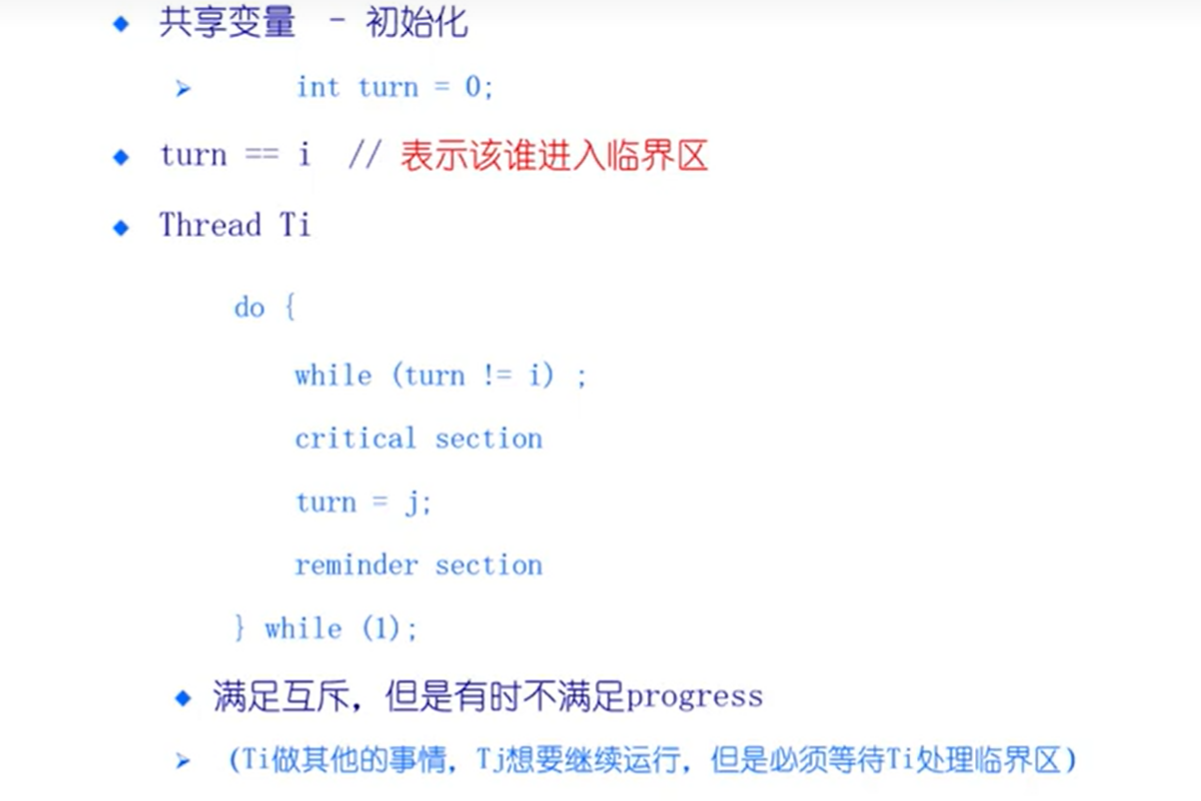 共享变量 - 初始化
int turn = 0;
turn == i // 表示该谁进入临界区
Thread Ti
do {
while (turn != i) ;
critical section
turn = j;
reminder section
} while (1);
满足互斥，但是有时不满足progress
(Ti做其他的事情，Tj想要继续运行，但是必须等待Ti处理临界区)